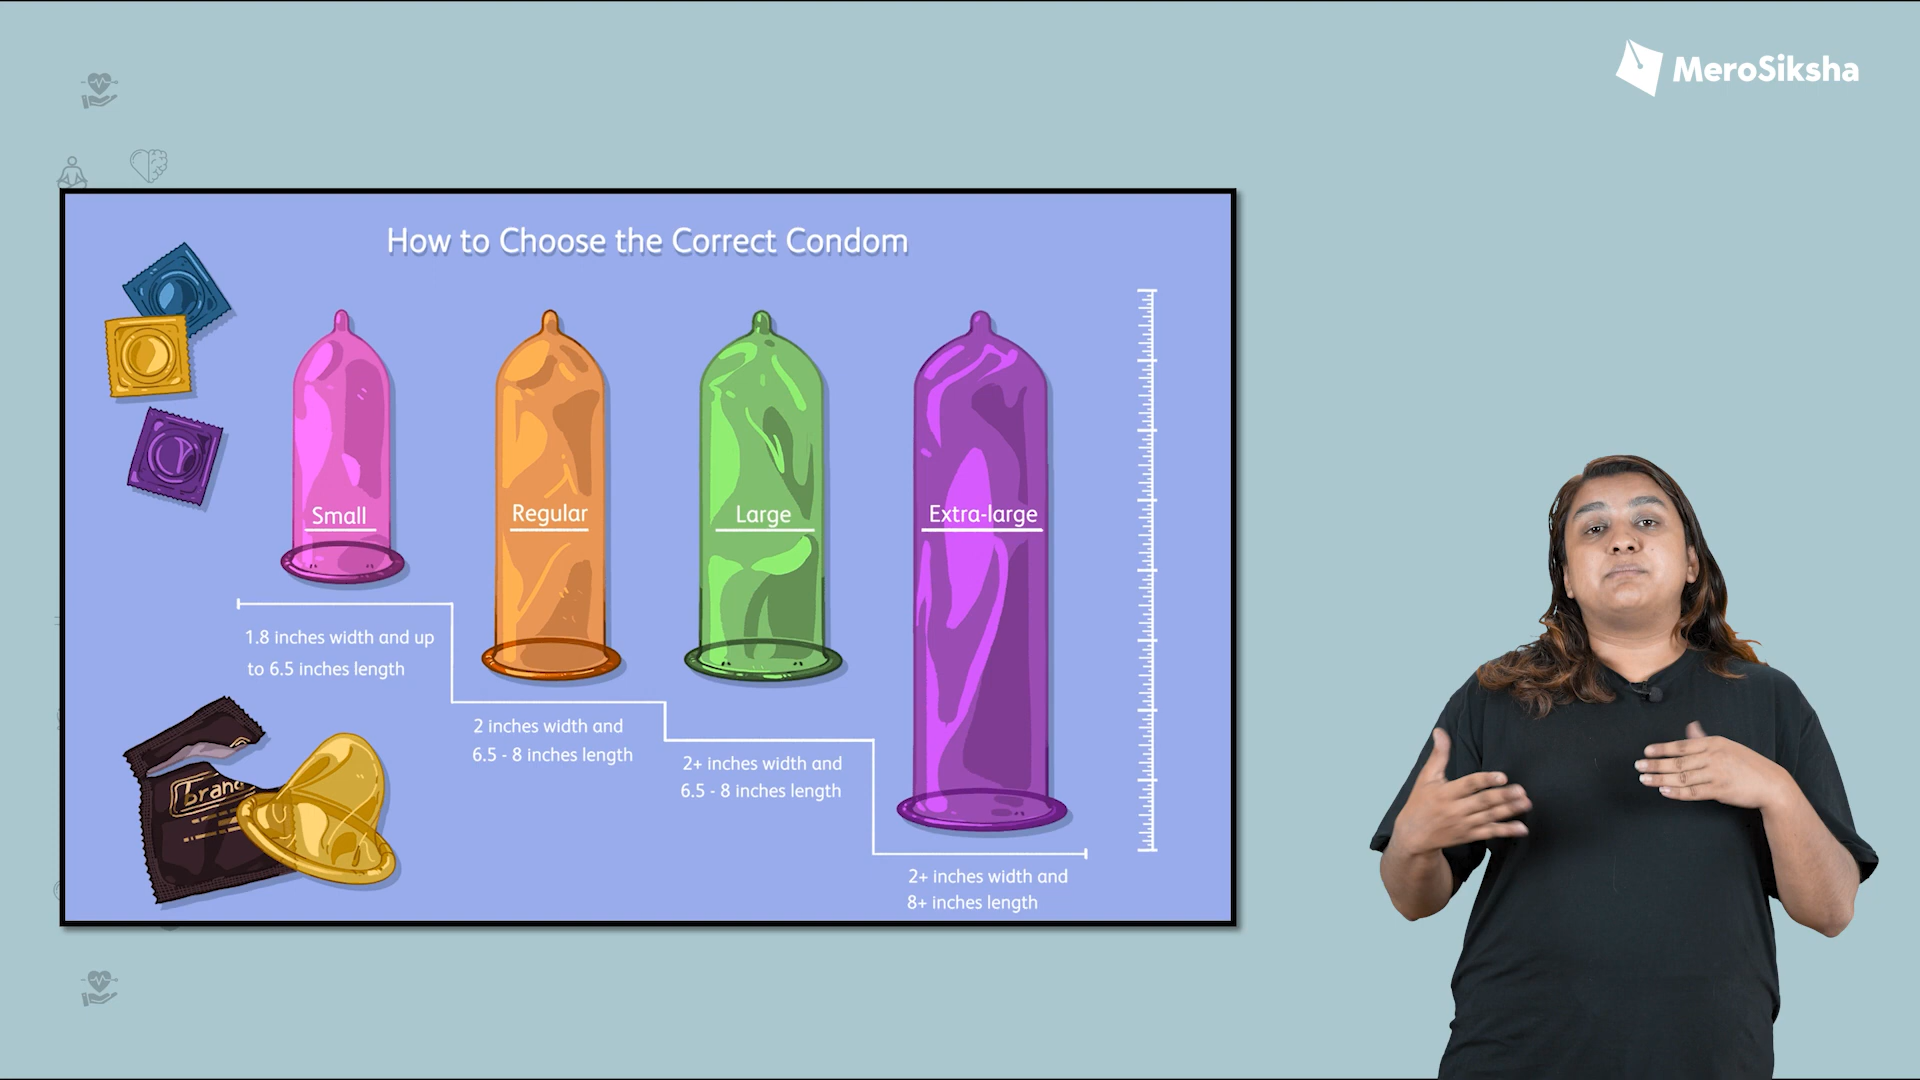 MeroSiksha
How to Choose the Correct Condom
Small
Regular
Large
Extra-large
1.8 inches width and up
to 6.5 inches length
2 inches width and
6.5 - 8 inches length
2+ inches width and
6.5 - 8 inches length
2+ inches width and
8+ inches length